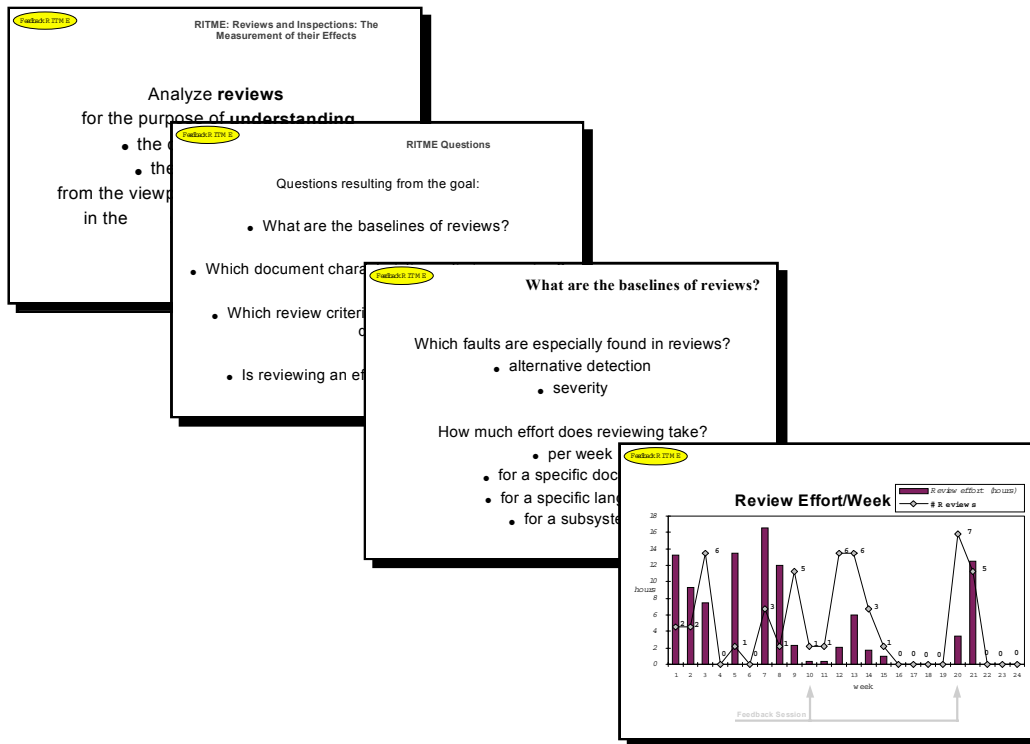 Feedback RITME
RITME: Reviews and Inspections: The
Measurement of their Effects
Analyze reviews
for the purpose of understanding
• the
• the
from the viewp
in the
Feedback RITME
RITME Questions
Questions resulting from the goal:
• What are the baselines of reviews?
• Which document chara
• Which review criteri
• Is reviewing an ef
Feedback RITME
What are the baselines of reviews?
Which faults are especially found in reviews?
• alternative detection
• severity
How much effort does reviewing take?
• per week
• for a specific doc
• for a specific lang
• for a subsyste
Feedback RITME
Review effort (hours)
# Reviews
Review Effort/Week
hours
18
16
14
12
10
8
6
4
2
0
2 2 6 0 1 0 3 1 5 1 1 6 6 3 1 0 0 0 0 7 5 0 0 0
1 2 3 4 5 6 7 8 9 10 11 12 13 14 15 16 17 18 19 20 21 22 23 24
week
Feedback Session